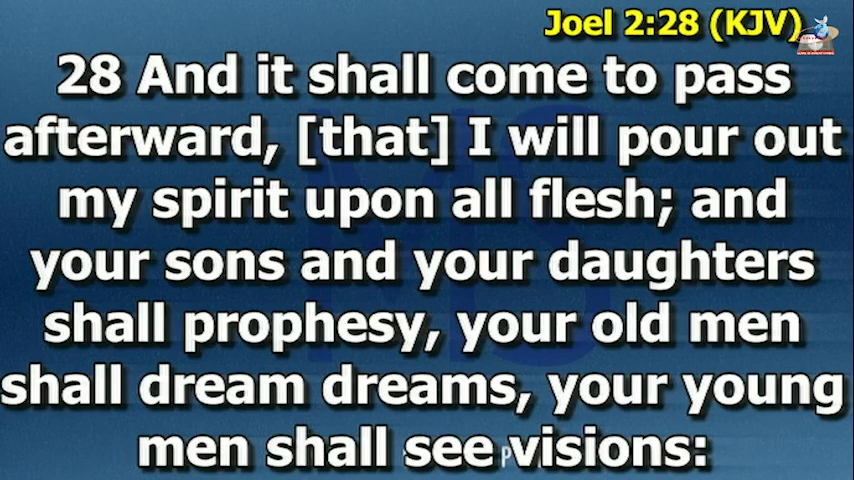 Joel 2:28 (KJV)
28 And it shall come to pass
afterward, [that] I will pour out
my spirit upon all flesh; and
your sons and your daughters
shall prophesy, your old men
shall dream dreams, your young
men shall see visions: